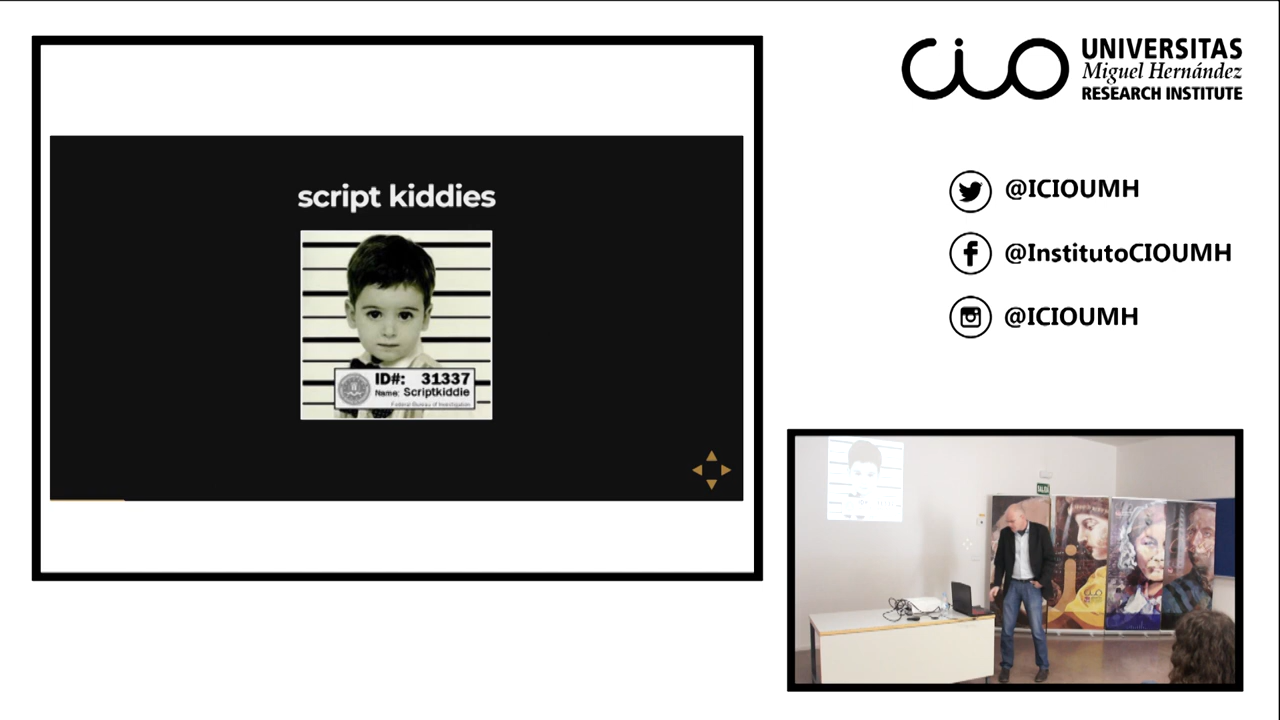 script kiddies
ID#: 31337
Name: Scriptkiddie
Federal Bureau of Investigation
CIO
UNIVERSITAS
Miguel Hernández
RESEARCH INSTITUTE
@ICIOUMH
@InstitutoCIOUMH
@ICIOUMH
SALIDA